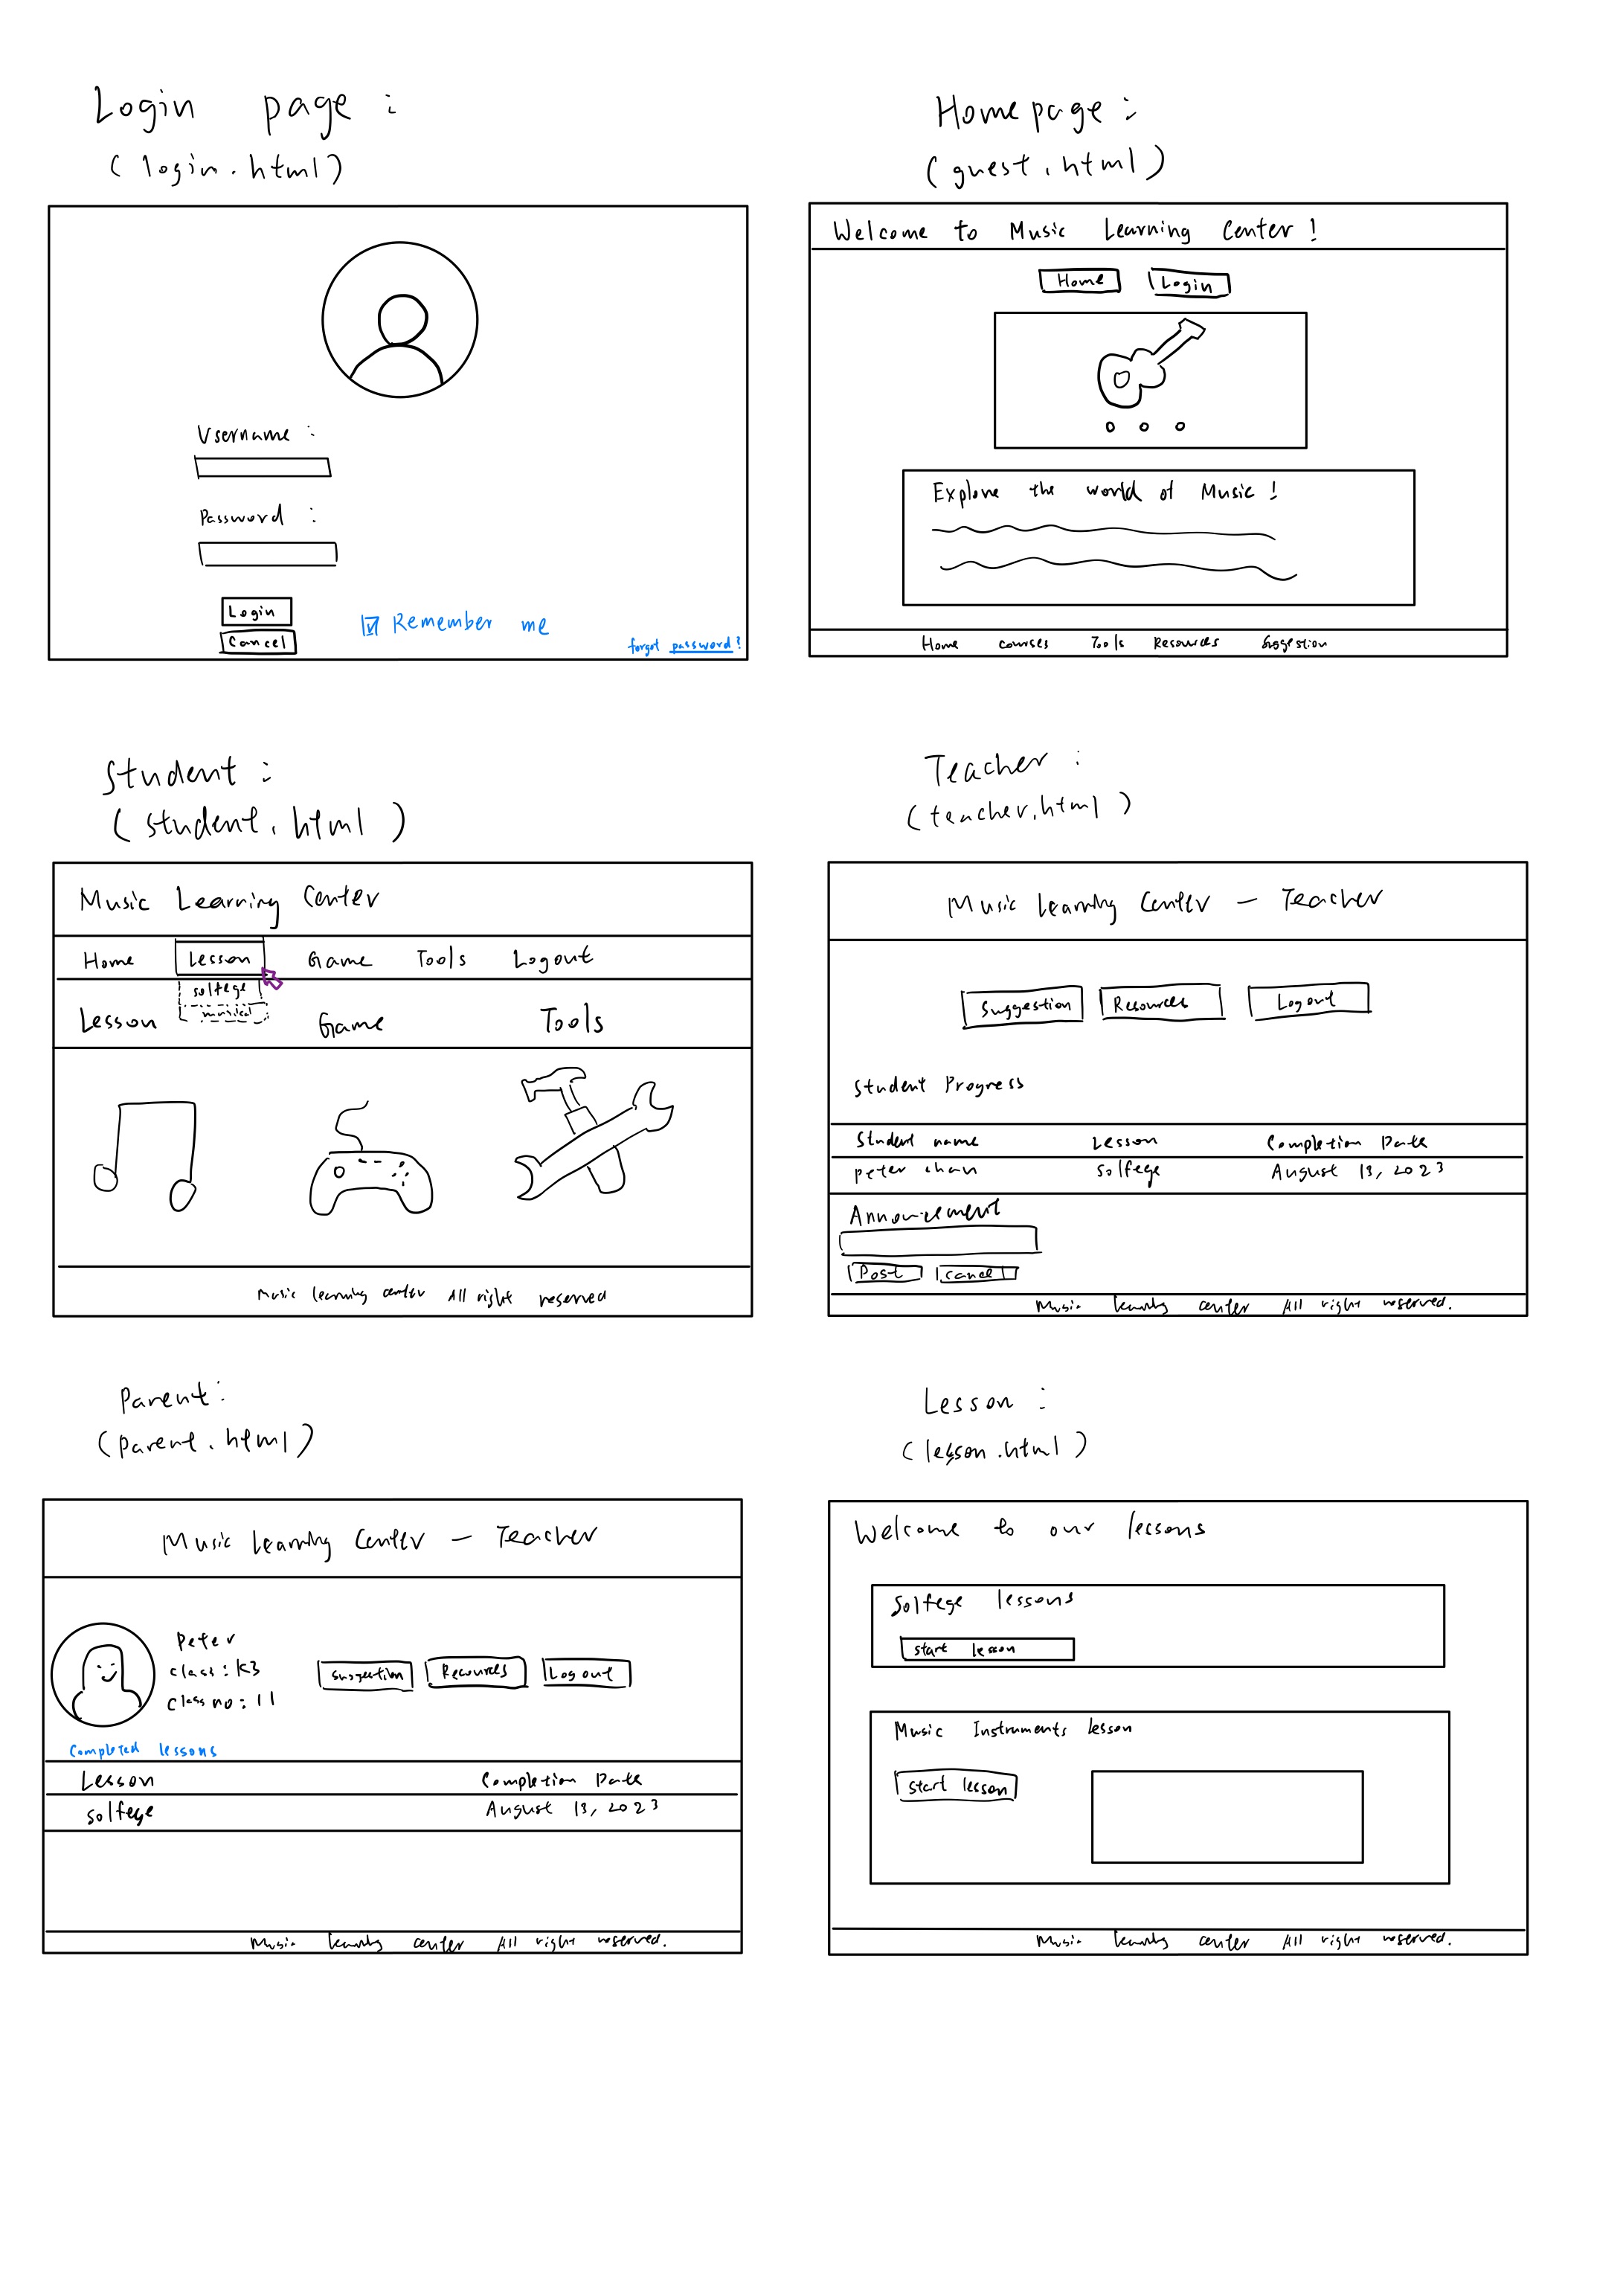 Login page :
( login.html )
Username :
Password :
Login
Cancel
Remember me
forgot password?
Homepage :
( guest.html )
Welcome to Music Learning Center !
Home Login
Explore the world of Music !
Home courses Tools Resources Suggestion
Student :
( student.html )
Music Learning Center
Home Lesson Game Tools Logout
solfege
musical
Lesson Game Tools
Music learning center All right reserved
Teacher :
( teacher.html )
Music Learning Center - Teacher
Suggestion Resources Logout
Student Progress
Student name Lesson Completion Date
peter chan Solfege August 13, 2023
Announcement
Post Cancel
Music learning center All right reserved.
Parent :
( parent.html )
Music Learning Center - Teacher
Peter
class : K3
class no : 11
Suggestion Resources Logout
Completed lessons
Lesson Completion Date
solfege August 13, 2023
Music learning center All right reserved.
Lesson :
( lesson.html )
Welcome to our lessons
Solfege lessons
start lesson
Music Instruments lesson
start lesson
Music learning center All right reserved.